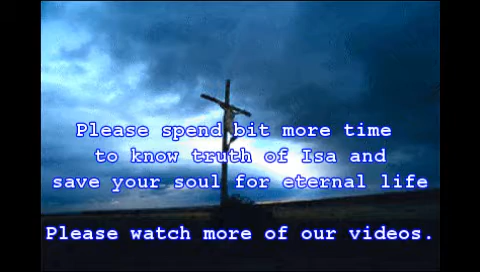 Please spend bit more time
to know truth of Isa and
save your soul for eternal life
Please watch more of our videos.